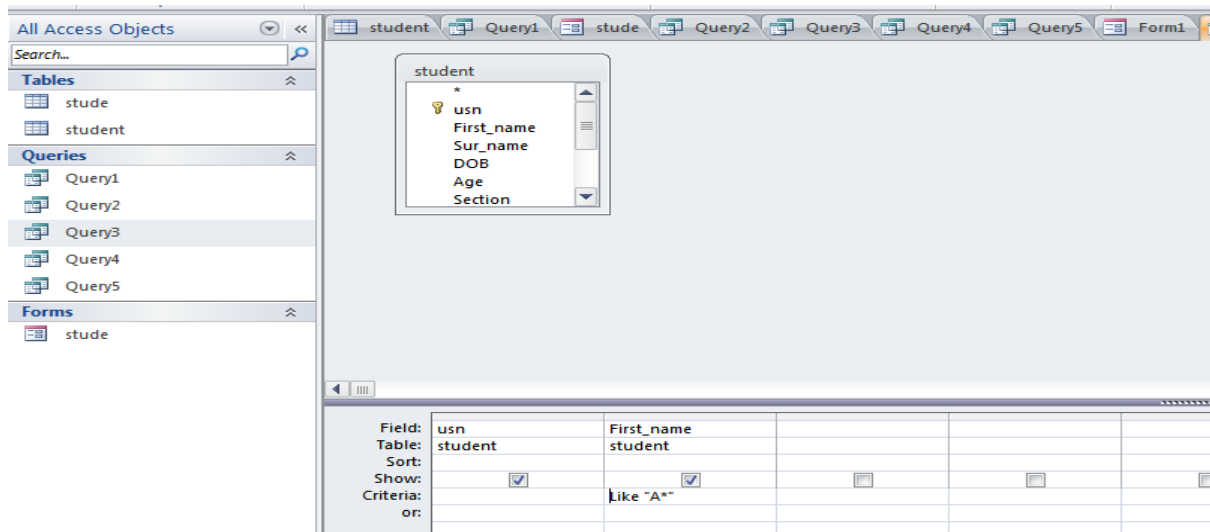 All Access Objects
Search...
Tables
stude
student
Queries
Query1
Query2
Query3
Query4
Query5
Forms
stude
student Query1 stude Query2 Query3 Query4 Query5 Form1
student
*
usn
First_name
Sur_name
DOB
Age
Section
Field: usn First_name
Table: student student
Sort:
Show:
Criteria: Like "A*"
or: